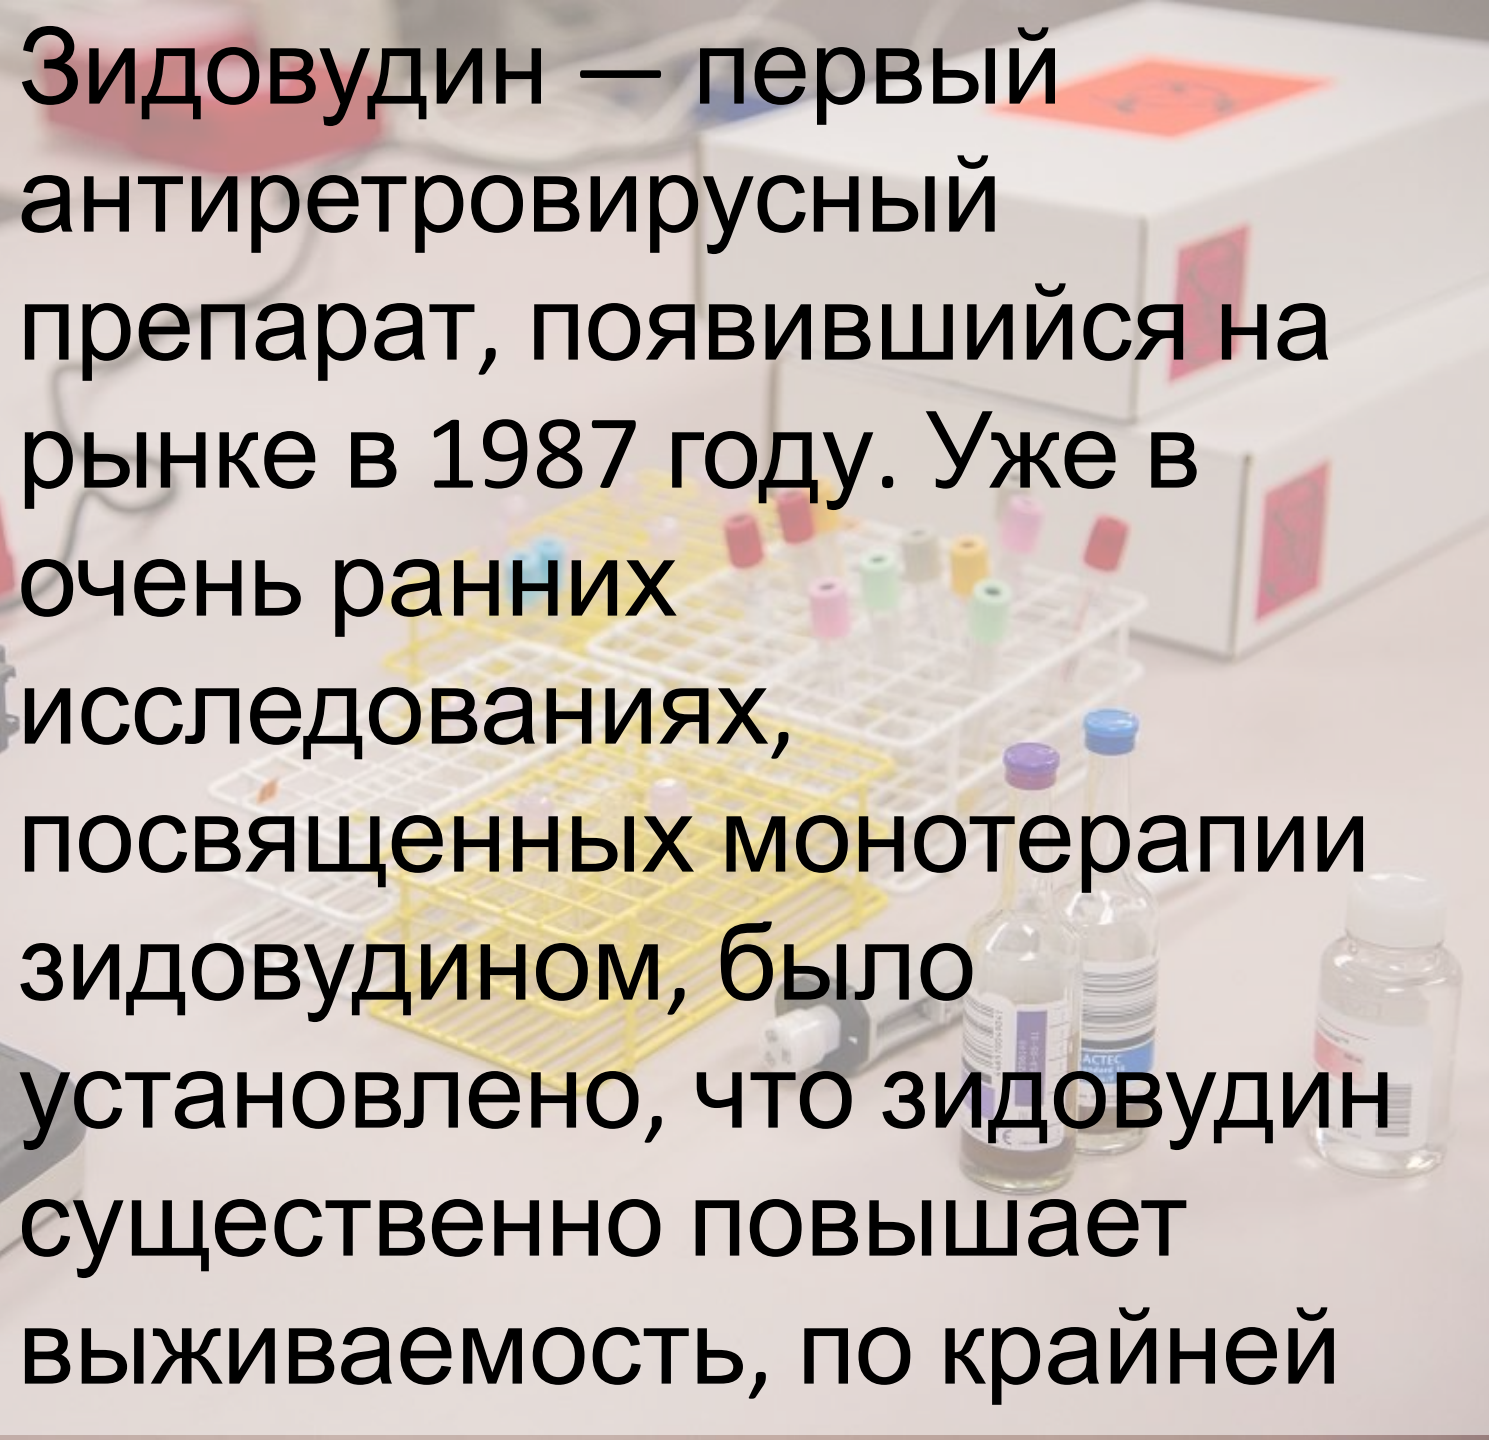 Зидовудин — первый
антиретровирусный
препарат, появившийся на
рынке в 1987 году. Уже в
очень ранних
исследованиях,
посвященных монотерапии
зидовудином, было
установлено, что зидовудин
существенно повышает
выживаемость, по крайней
ACTEC